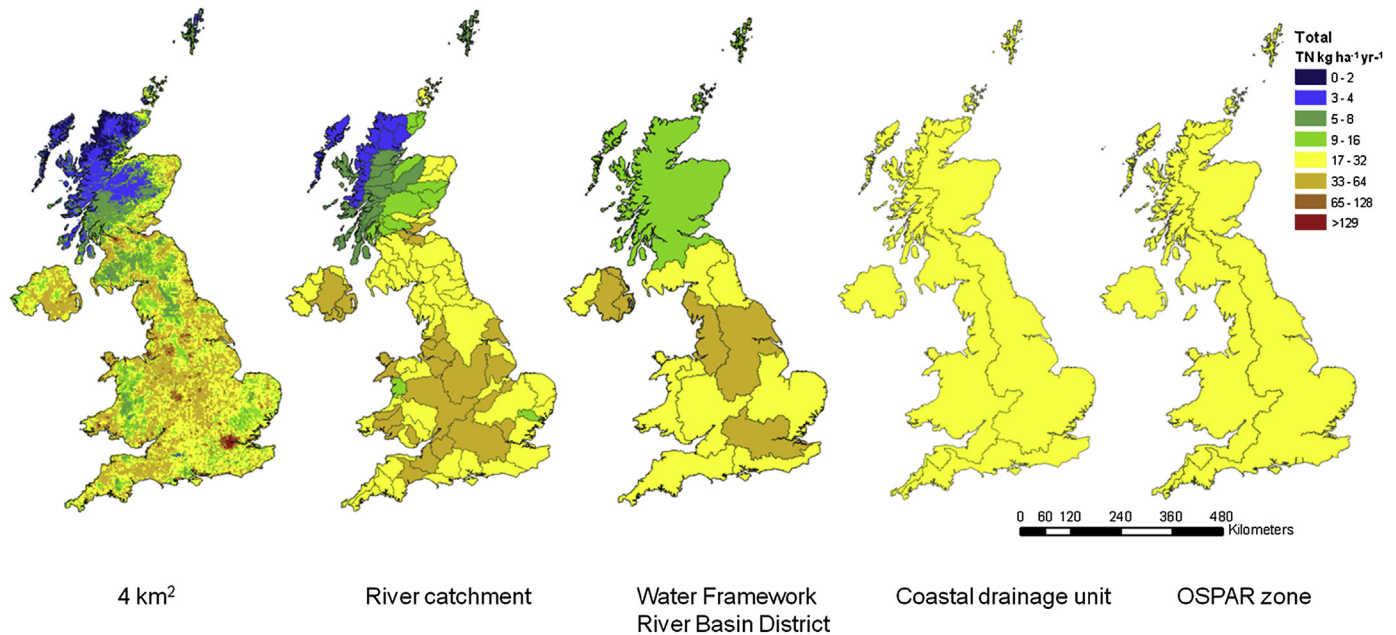 Total
TN kg ha-1 yr-1
0 - 2
3 - 4
5 - 8
9 - 16
17 - 32
33 - 64
65 - 128
>129
0 60 120 240 360 480
Kilometers
4 km2
River catchment
Water Framework
River Basin District
Coastal drainage unit
OSPAR zone